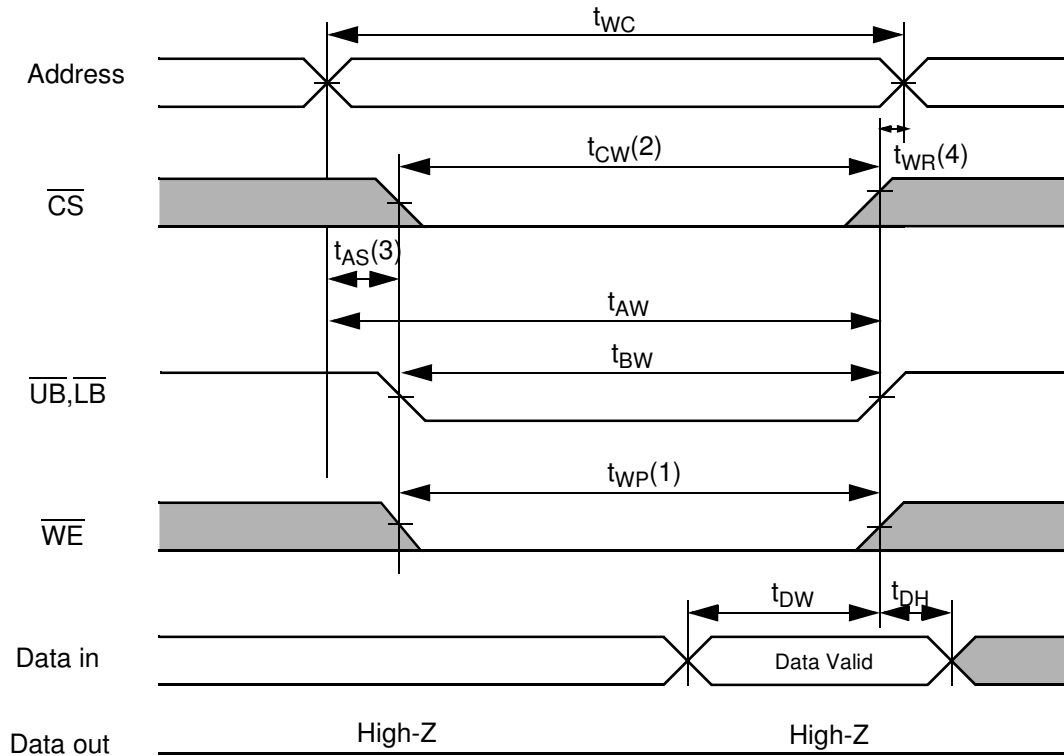 tWC
Address
tCW(2)
tWR(4)
CS
tAS(3)
tAW
tBW
UB,LB
tWP(1)
WE
tDW
tDH
Data in
Data Valid
High-Z
High-Z
Data out